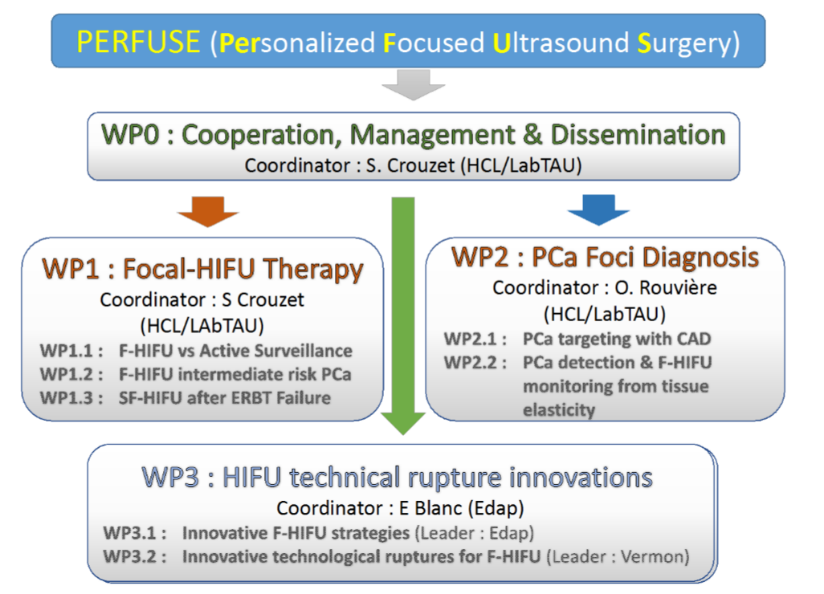 PERFUSE (Personalized Focused Ultrasound Surgery)
WP0 : Cooperation, Management & Dissemination
Coordinator : S. Crouzet (HCL/LabTAU)
WP1 : Focal-HIFU Therapy
Coordinator : S Crouzet
(HCL/LAbTAU)
WP1.1 : F-HIFU vs Active Surveillance
WP1.2 : F-HIFU intermediate risk PCa
WP1.3 : SF-HIFU after ERBT Failure
WP2 : PCa Foci Diagnosis
Coordinator : O. Rouvière
(HCL/LabTAU)
WP2.1 : PCa targeting with CAD
WP2.2 : PCa detection & F-HIFU
monitoring from tissue
elasticity
WP3 : HIFU technical rupture innovations
Coordinator : E Blanc (Edap)
WP3.1 : Innovative F-HIFU strategies (Leader : Edap)
WP3.2 : Innovative technological ruptures for F-HIFU (Leader : Vermon)